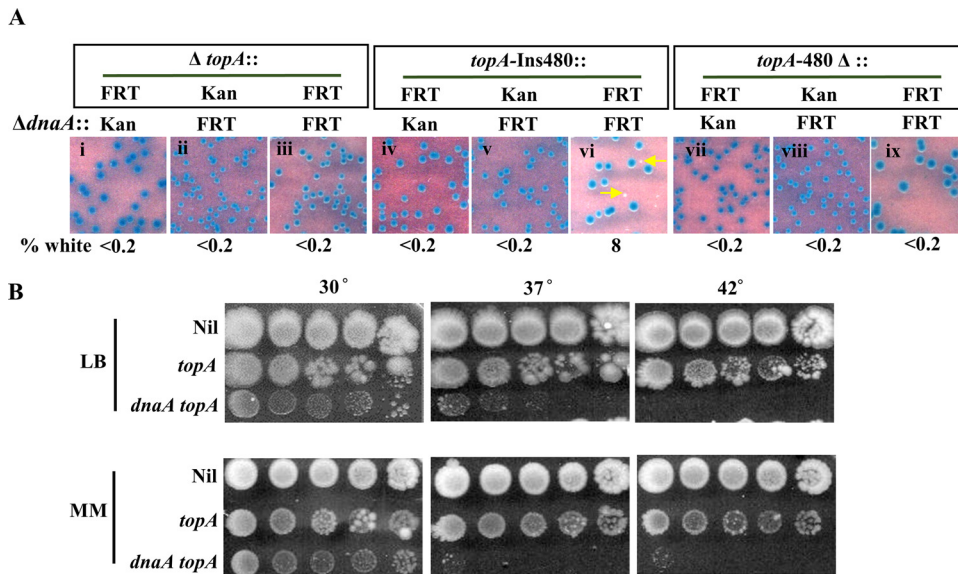 A
Δ topA:: topA-Ins480:: topA-480 Δ ::
FRT Kan FRT FRT Kan FRT FRT Kan FRT
ΔdnaA:: Kan FRT FRT Kan FRT FRT Kan FRT FRT
i ii iii iv v vi vii viii ix
% white <0.2 <0.2 <0.2 <0.2 <0.2 8 <0.2 <0.2 <0.2
B
30° 37° 42°
Nil
LB topA
dnaA topA
Nil
MM topA
dnaA topA